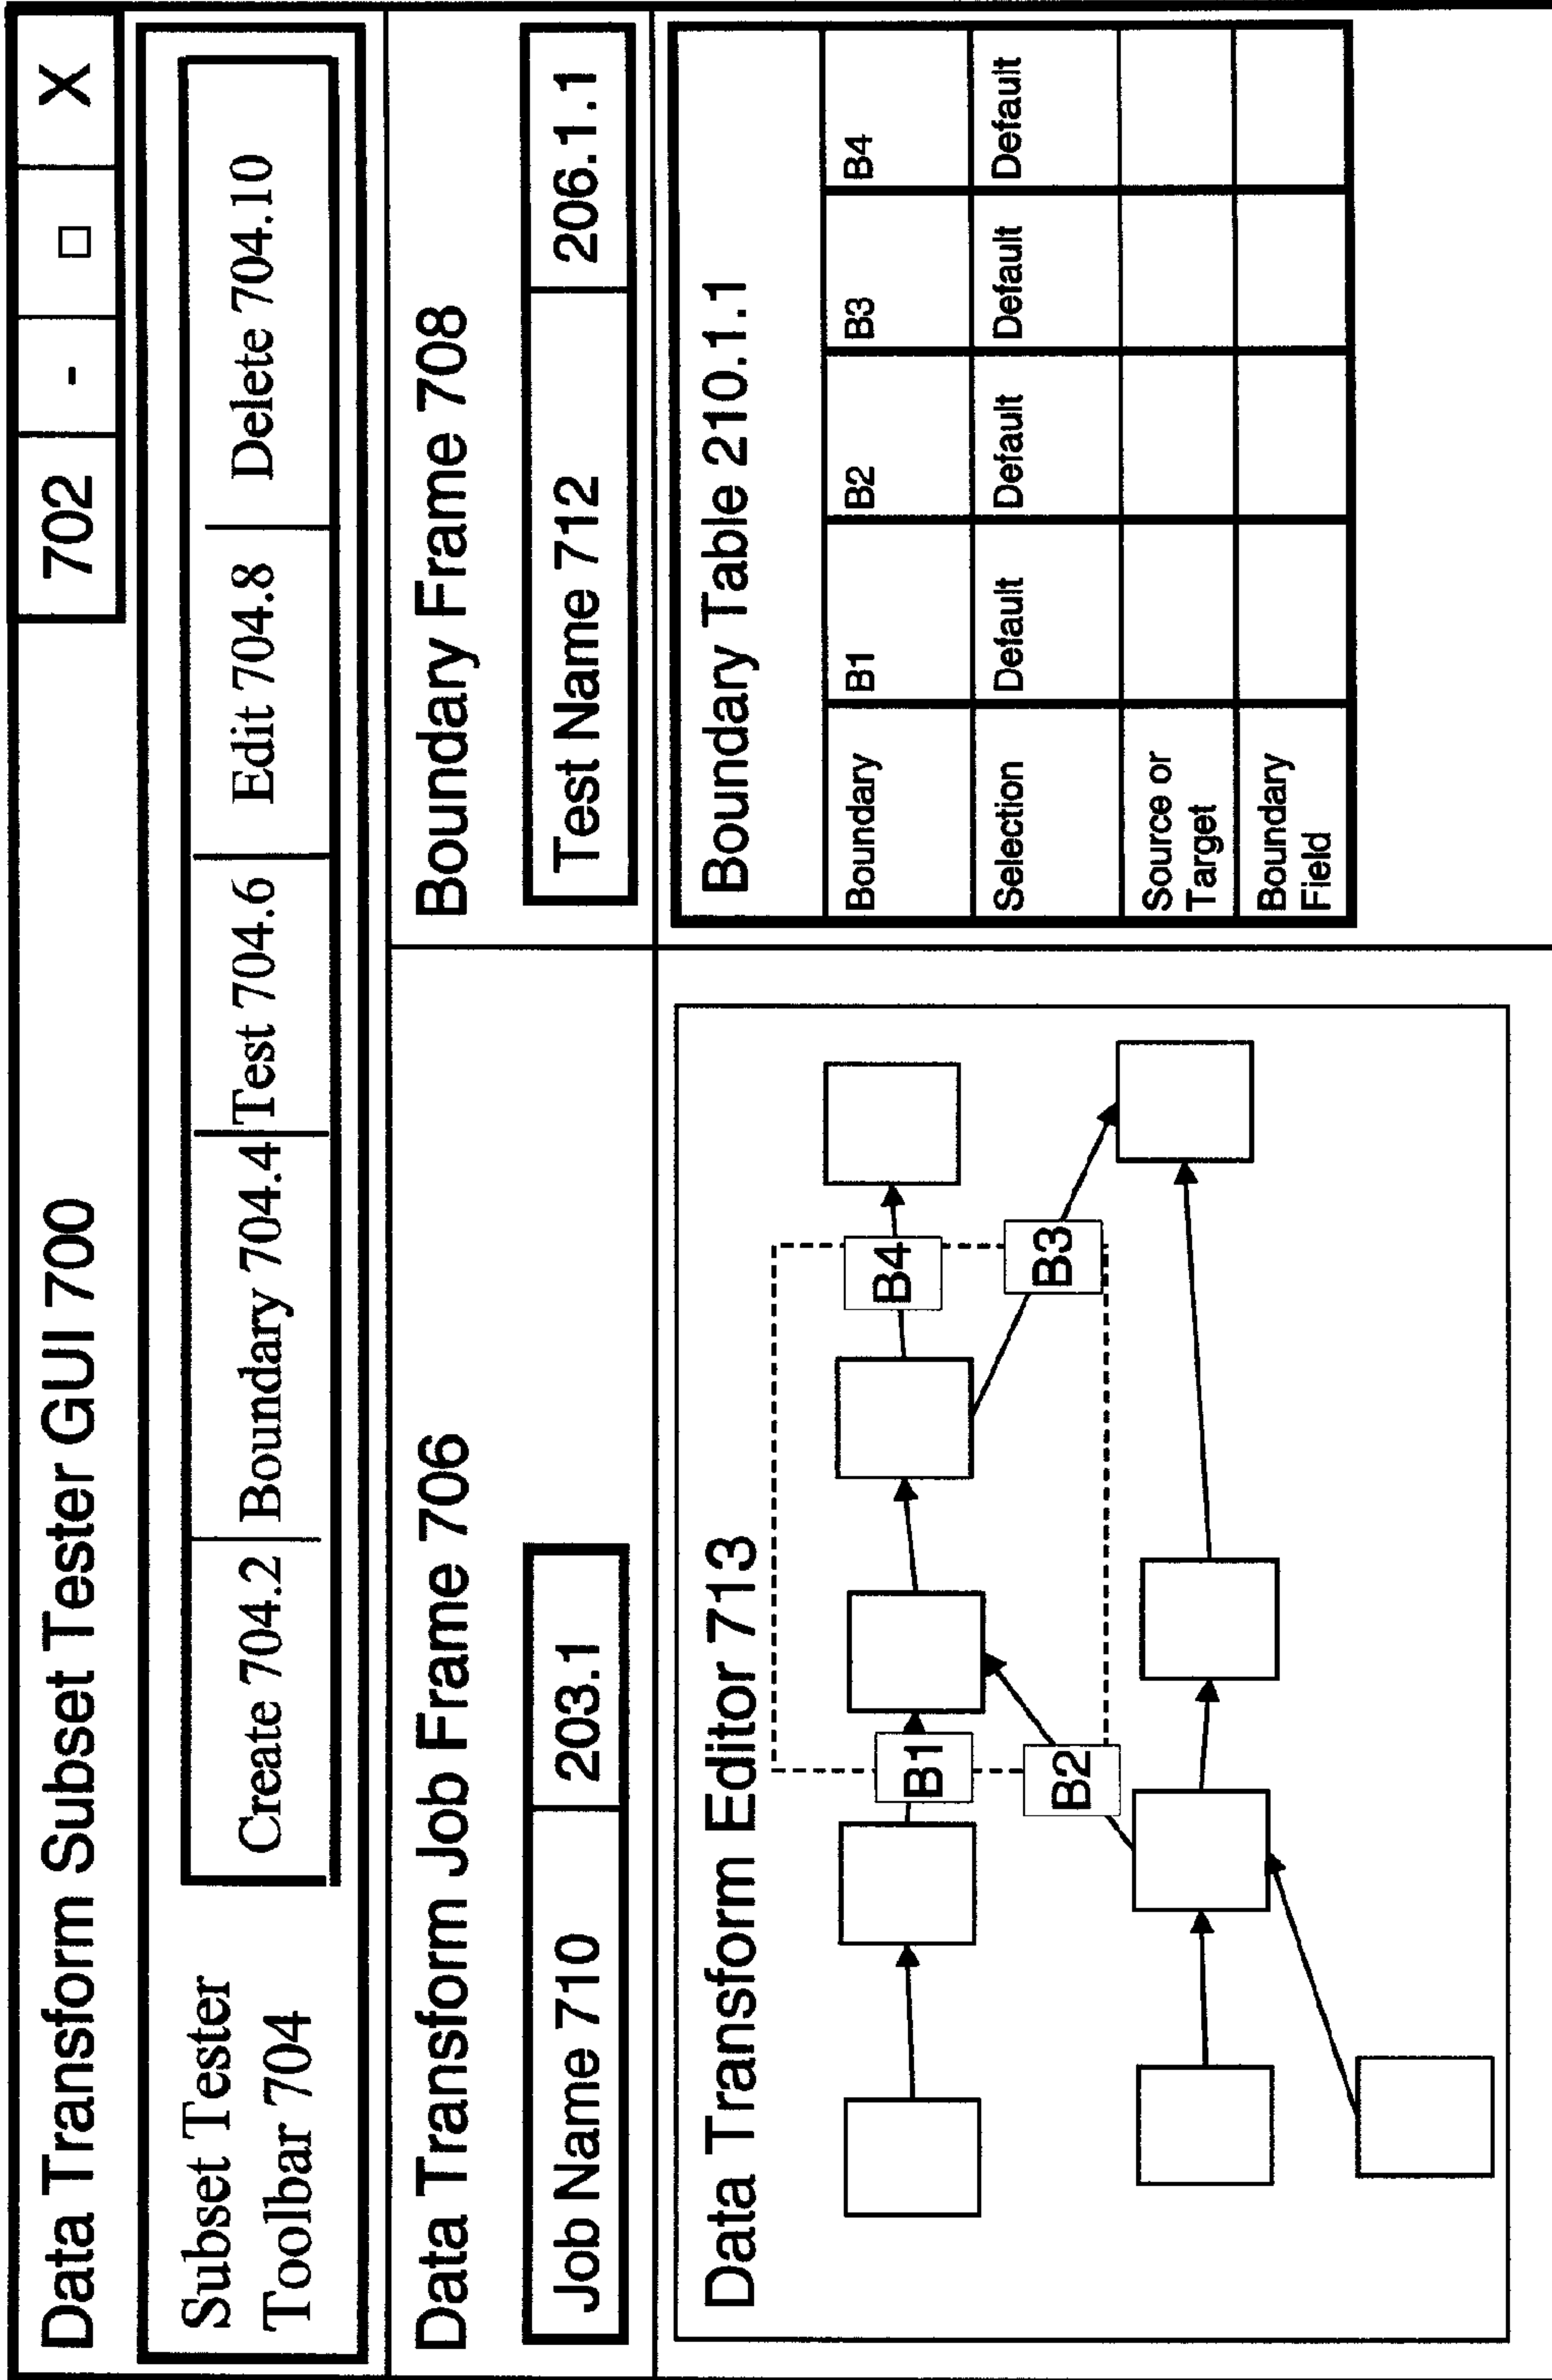 Data Transform Subset Tester GUI 700
702 - □ X
Subset Tester
Toolbar 704
Create 704.2 Boundary 704.4 Test 704.6 Edit 704.8 Delete 704.10
Data Transform Job Frame 706
Job Name 710 203.1
Boundary Frame 708
Test Name 712 206.1.1
Data Transform Editor 713
B1
B2
B4
B3
Boundary Table 210.1.1
Boundary B1 B2 B3 B4
Selection Default Default Default Default
Source or
Target
Boundary
Field